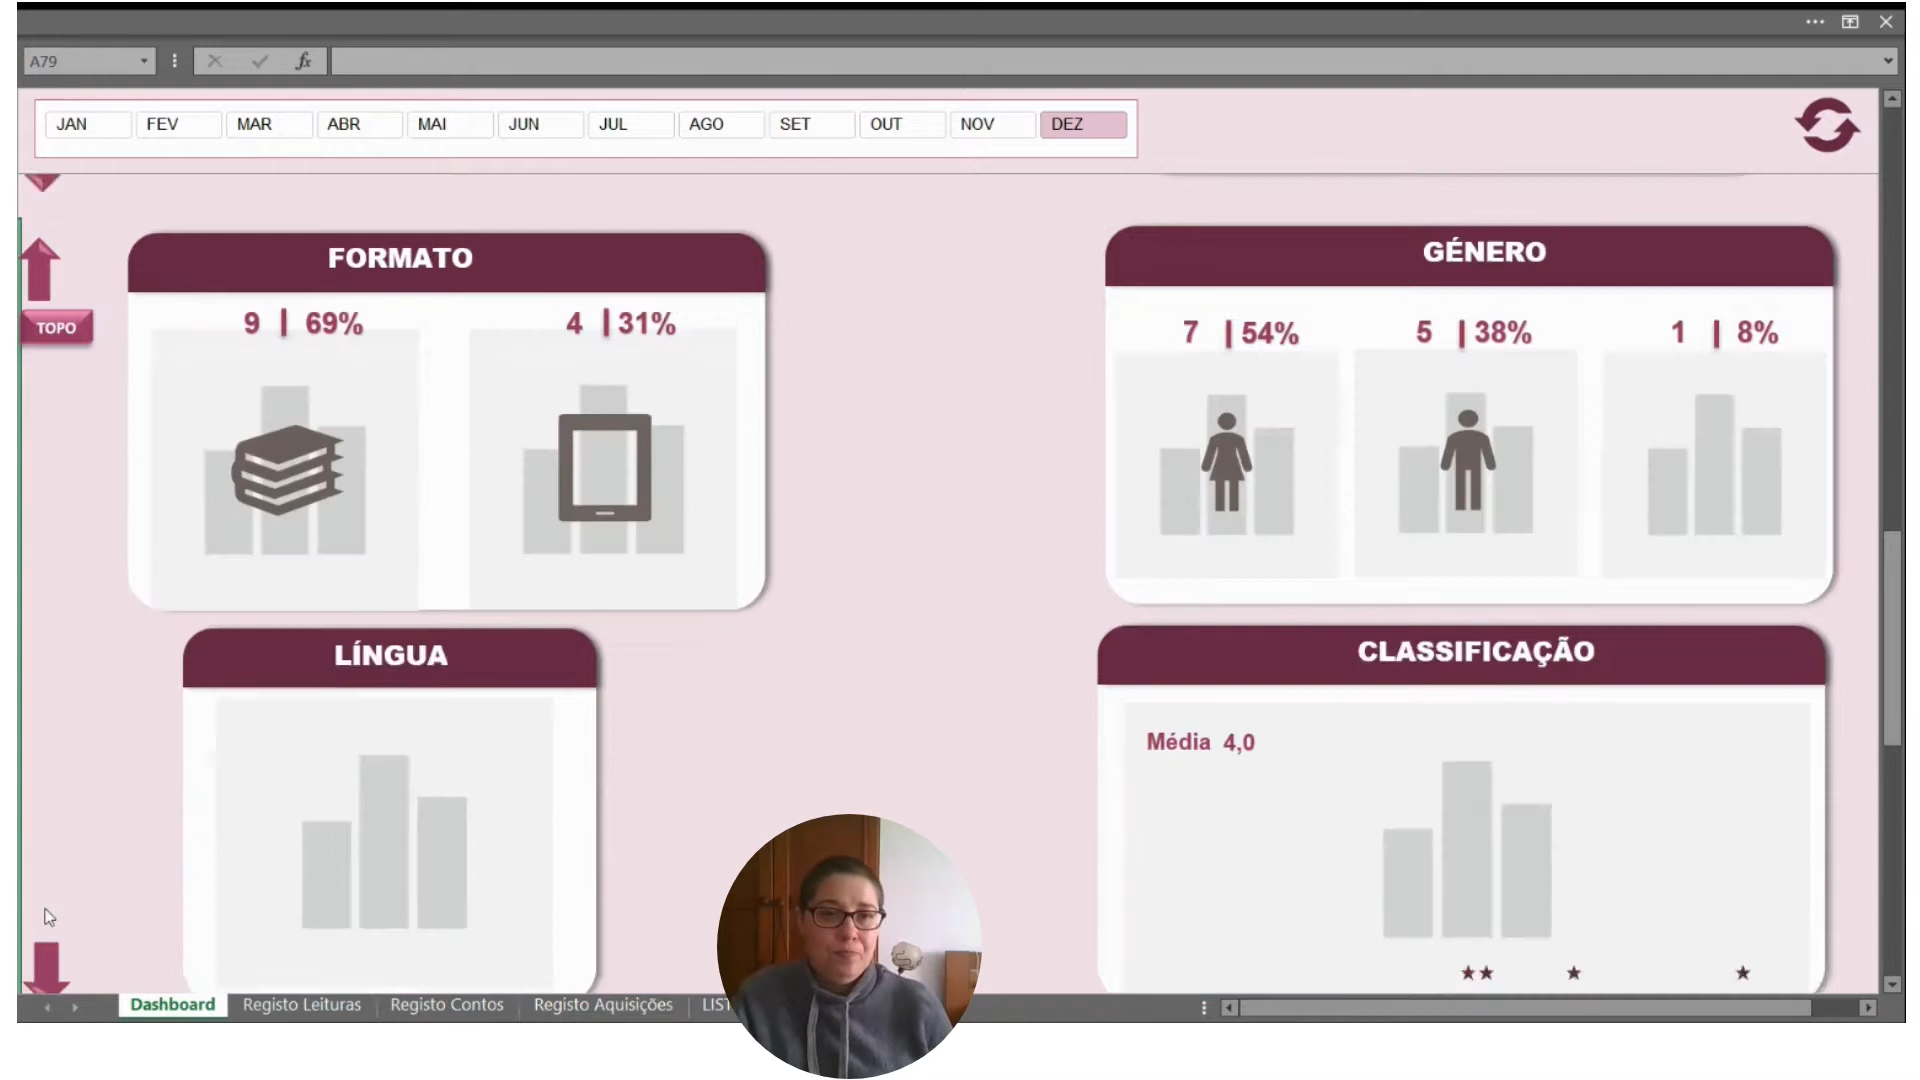 A79
fx
JAN FEV MAR ABR MAI JUN JUL AGO SET OUT NOV DEZ
TOPO
FORMATO
9 | 69% 4 | 31%
GÉNERO
7 | 54% 5 | 38% 1 | 8%
LÍNGUA
CLASSIFICAÇÃO
Média 4,0
★★ ★ ★
Dashboard Registo Leituras Registo Contos Registo Aquisições